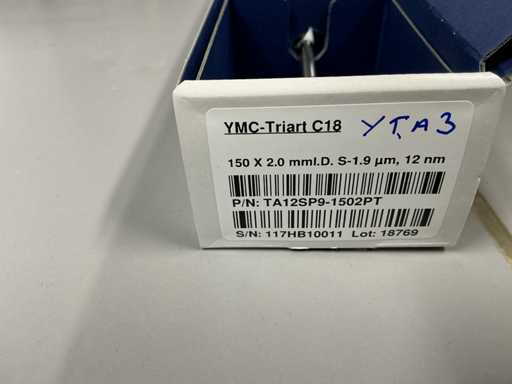 YMC-Triart C18 YTA3
150 X 2.0 mmI.D. S-1.9 µm, 12 nm
P/N: TA12SP9-1502PT
S/N: 117HB10011 Lot: 18769